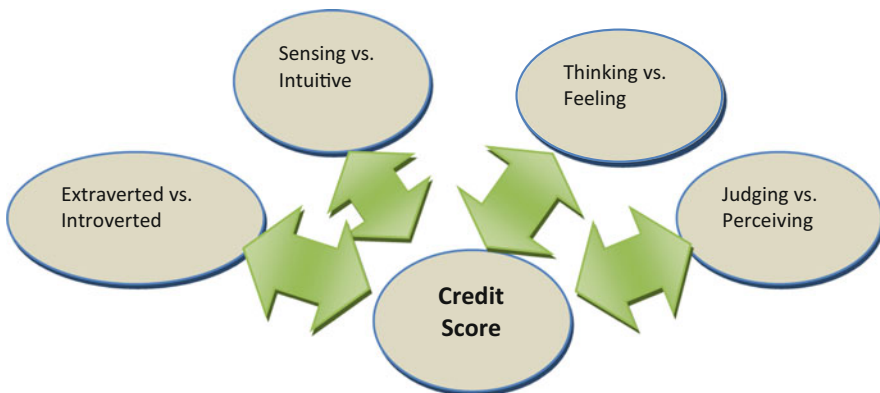 Sensing vs.
Intuitive
Thinking vs.
Feeling
Extraverted vs.
Introverted
Judging vs.
Perceiving
Credit
Score